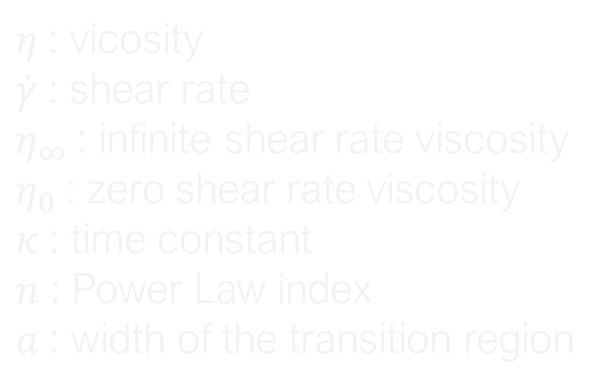 η : vicosity
γ̇ : shear rate
η∞ : infinite shear rate viscosity
η0 : zero shear rate viscosity
κ : time constant
n : Power Law index
a : width of the transition region